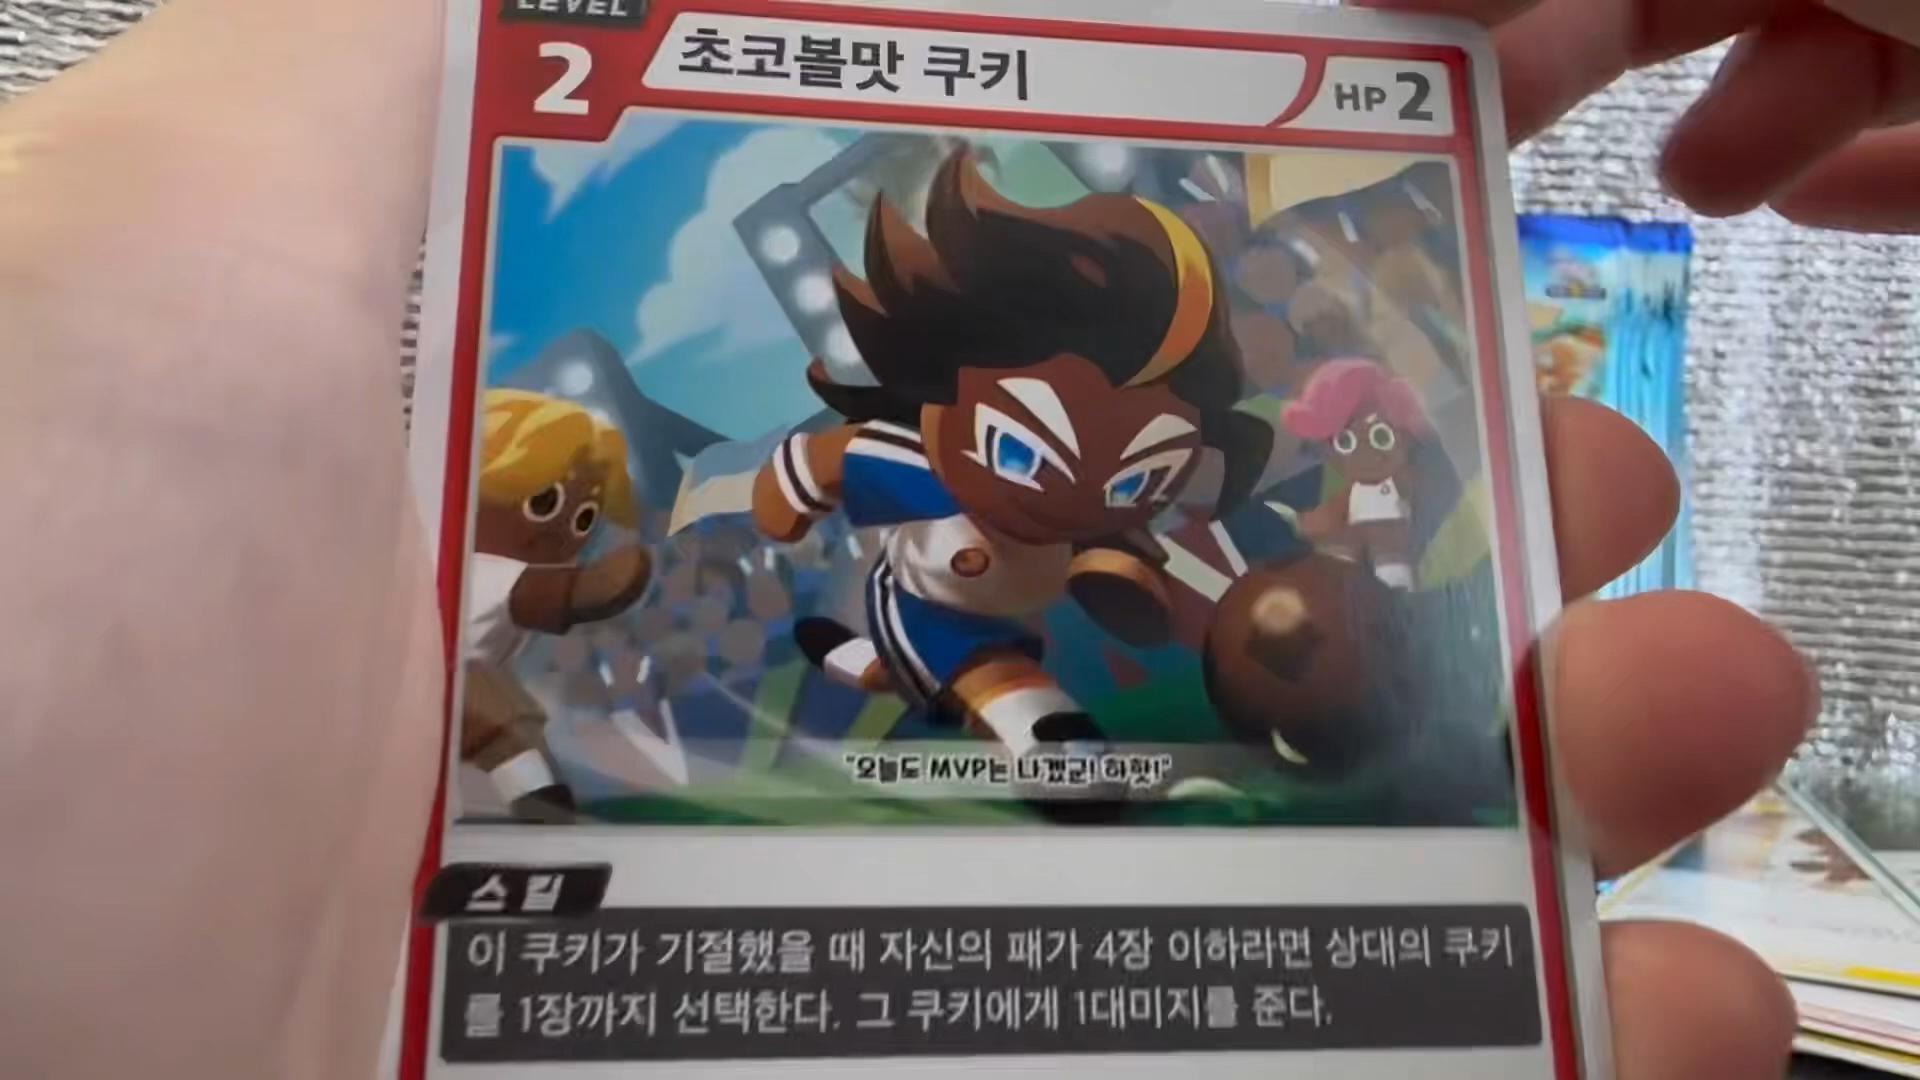 LEVEL
2
초코볼맛 쿠키
HP 2
"오늘도 MVP는 나겠군! 하핫!"
스킬
이 쿠키가 기절했을 때 자신의 패가 4장 이하라면 상대의 쿠키
를 1장까지 선택한다. 그 쿠키에게 1대미지를 준다.